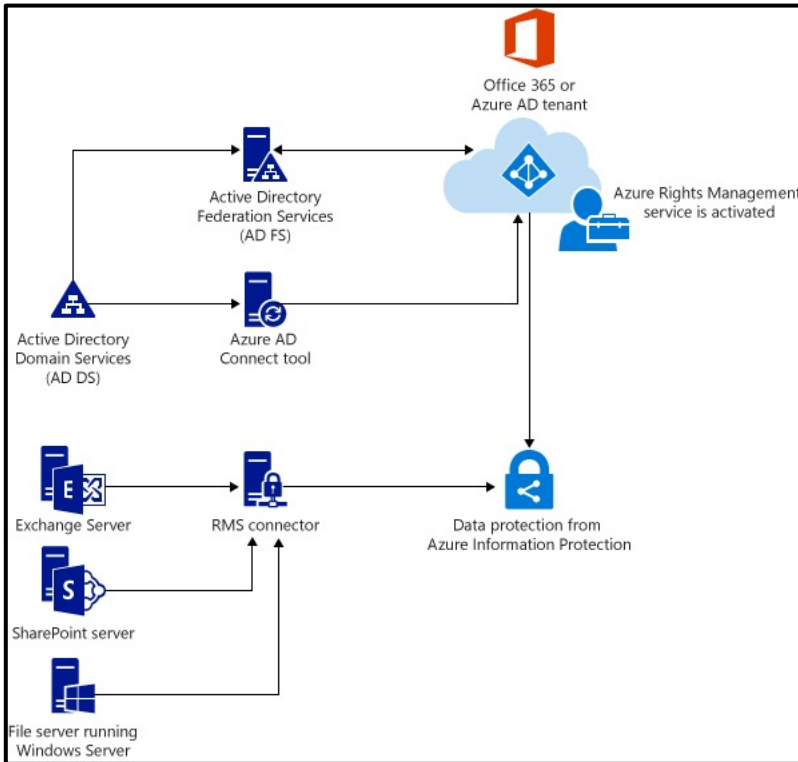 Office 365 or
Azure AD tenant
Azure Rights Management
service is activated
Active Directory
Federation Services
(AD FS)
Active Directory
Domain Services
(AD DS)
Azure AD
Connect tool
E
Exchange Server
RMS connector
Data protection from
Azure Information Protection
S
SharePoint server
File server running
Windows Server